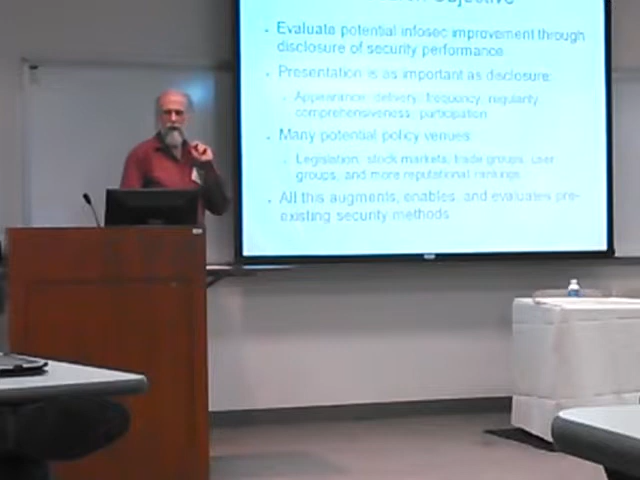 Objective
Evaluate potential infosec improvement through
disclosure of security performance.
Presentation is as important as disclosure:
Appearance, delivery, frequency, regularity,
comprehensiveness, participation
Many potential policy venues:
Legislation, stock markets, trade groups, user
groups, and more reputational rankings.
All this augments, enables, and evaluates pre-
existing security methods